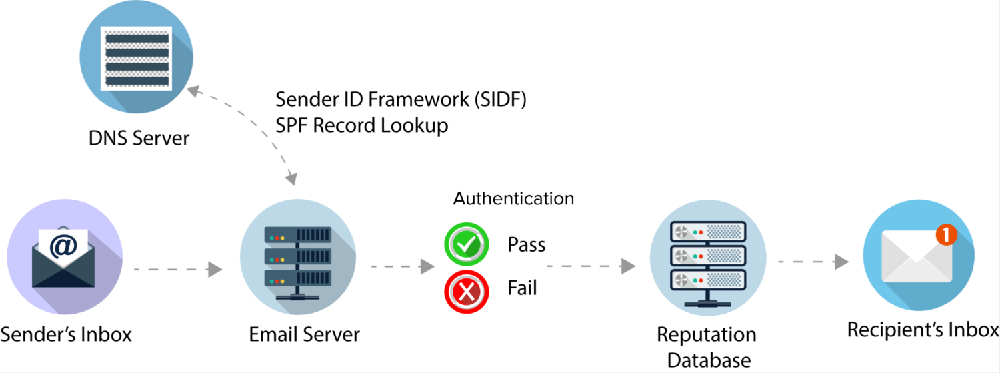 Sender ID Framework (SIDF)
SPF Record Lookup
DNS Server
Authentication
Pass
Fail
@
1
Sender's Inbox
Email Server
Reputation
Database
Recipient's Inbox